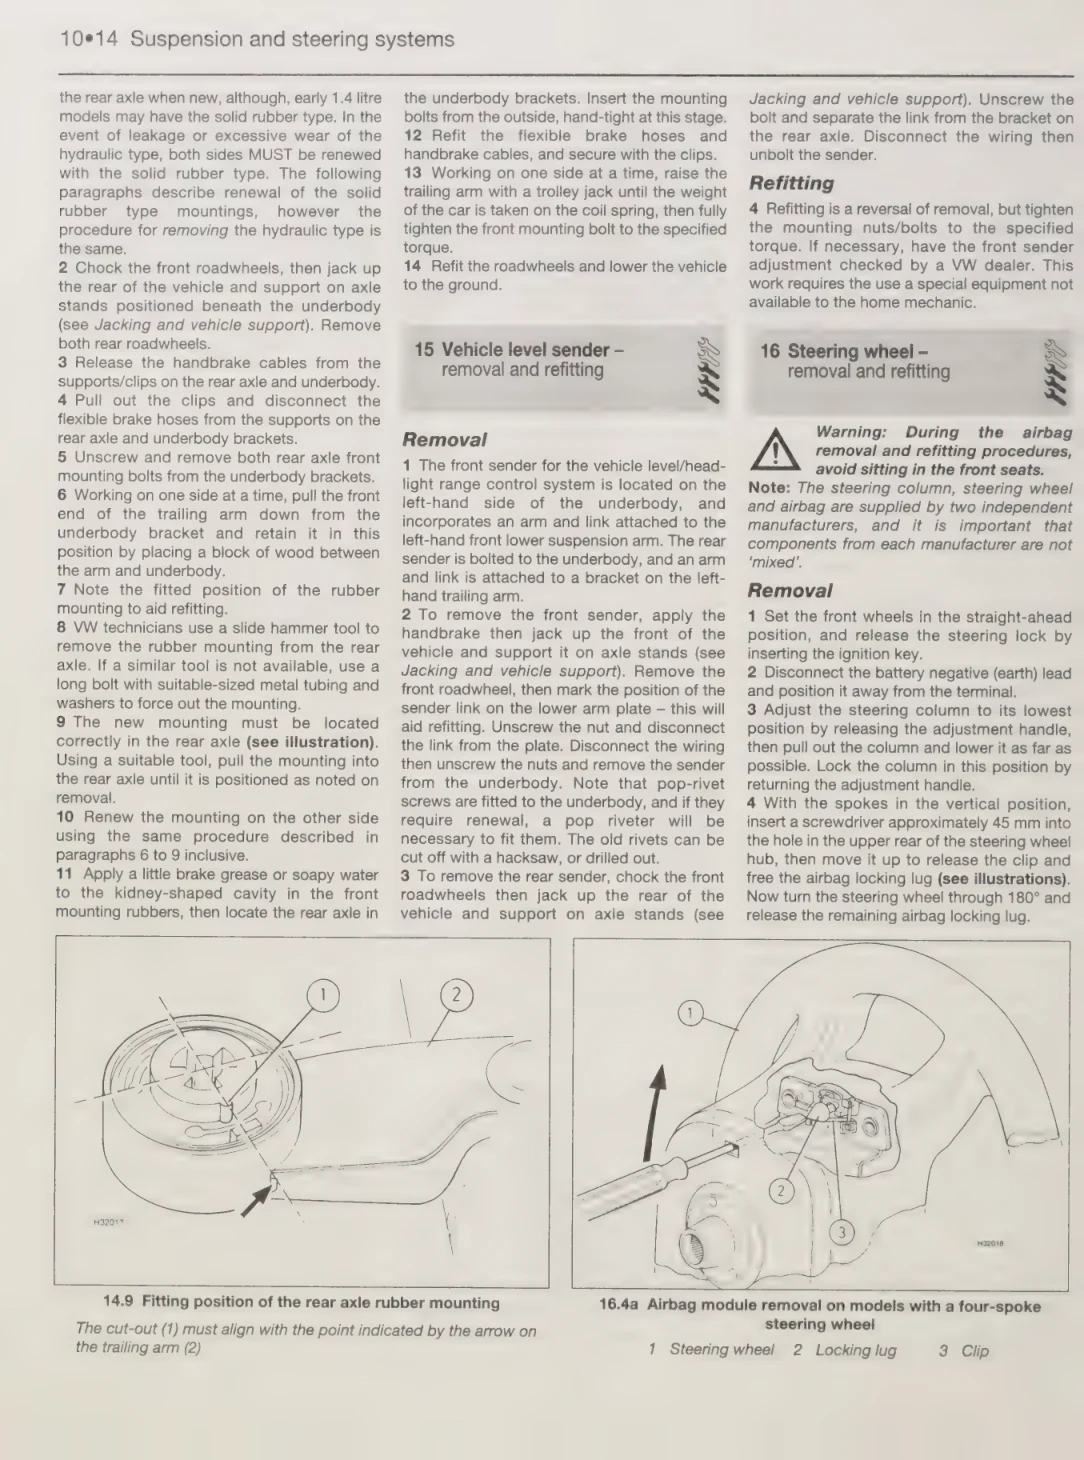 10•14 Suspension and steering systems
the rear axle when new, although, early 1.4 litre
models may have the solid rubber type. In the
event of leakage or excessive wear of the
hydraulic type, both sides MUST be renewed
with the solid rubber type. The following
paragraphs describe renewal of the solid
rubber type mountings, however the
procedure for removing the hydraulic type is
the same.
2 Chock the front roadwheels, then jack up
the rear of the vehicle and support on axle
stands positioned beneath the underbody
(see Jacking and vehicle support). Remove
both rear roadwheels.
3 Release the handbrake cables from the
supports/clips on the rear axle and underbody.
4 Pull out the clips and disconnect the
flexible brake hoses from the supports on the
rear axle and underbody brackets.
5 Unscrew and remove both rear axle front
mounting bolts from the underbody brackets.
6 Working on one side at a time, pull the front
end of the trailing arm down from the
underbody bracket and retain it in this
position by placing a block of wood between
the arm and underbody.
7 Note the fitted position of the rubber
mounting to aid refitting.
8 VW technicians use a slide hammer tool to
remove the rubber mounting from the rear
axle. If a similar tool is not available, use a
long bolt with suitable-sized metal tubing and
washers to force out the mounting.
9 The new mounting must be located
correctly in the rear axle (see illustration).
Using a suitable tool, pull the mounting into
the rear axle until it is positioned as noted on
removal.
10 Renew the mounting on the other side
using the same procedure described in
paragraphs 6 to 9 inclusive.
11 Apply a little brake grease or soapy water
to the kidney-shaped cavity in the front
mounting rubbers, then locate the rear axle in
the underbody brackets. Insert the mounting
bolts from the outside, hand-tight at this stage.
12 Refit the flexible brake hoses and
handbrake cables, and secure with the clips.
13 Working on one side at a time, raise the
trailing arm with a trolley jack until the weight
of the car is taken on the coil spring, then fully
tighten the front mounting bolt to the specified
torque.
14 Refit the roadwheels and lower the vehicle
to the ground.
15 Vehicle level sender –
removal and refitting
Removal
1 The front sender for the vehicle level/head-
light range control system is located on the
left-hand side of the underbody, and
incorporates an arm and link attached to the
left-hand front lower suspension arm. The rear
sender is bolted to the underbody, and an arm
and link is attached to a bracket on the left-
hand trailing arm.
2 To remove the front sender, apply the
handbrake then jack up the front of the
vehicle and support it on axle stands (see
Jacking and vehicle support). Remove the
front roadwheel, then mark the position of the
sender link on the lower arm plate – this will
aid refitting. Unscrew the nut and disconnect
the link from the plate. Disconnect the wiring
then unscrew the nuts and remove the sender
from the underbody. Note that pop-rivet
screws are fitted to the underbody, and if they
require renewal, a pop riveter will be
necessary to fit them. The old rivets can be
cut off with a hacksaw, or drilled out.
3 To remove the rear sender, chock the front
roadwheels then jack up the rear of the
vehicle and support on axle stands (see
Jacking and vehicle support). Unscrew the
bolt and separate the link from the bracket on
the rear axle. Disconnect the wiring then
unbolt the sender.
Refitting
4 Refitting is a reversal of removal, but tighten
the mounting nuts/bolts to the specified
torque. If necessary, have the front sender
adjustment checked by a VW dealer. This
work requires the use a special equipment not
available to the home mechanic.
16 Steering wheel –
removal and refitting
Warning: During the airbag
removal and refitting procedures,
avoid sitting in the front seats.
Note: The steering column, steering wheel
and airbag are supplied by two independent
manufacturers, and it is important that
components from each manufacturer are not
'mixed'.
Removal
1 Set the front wheels in the straight-ahead
position, and release the steering lock by
inserting the ignition key.
2 Disconnect the battery negative (earth) lead
and position it away from the terminal.
3 Adjust the steering column to its lowest
position by releasing the adjustment handle,
then pull out the column and lower it as far as
possible. Lock the column in this position by
returning the adjustment handle.
4 With the spokes in the vertical position,
insert a screwdriver approximately 45 mm into
the hole in the upper rear of the steering wheel
hub, then move it up to release the clip and
free the airbag locking lug (see illustrations).
Now turn the steering wheel through 180° and
release the remaining airbag locking lug.
1
2
14.9 Fitting position of the rear axle rubber mounting
The cut-out (1) must align with the point indicated by the arrow on
the trailing arm (2)
1
2
3
5
H32018
16.4a Airbag module removal on models with a four-spoke
steering wheel
1 Steering wheel 2 Locking lug 3 Clip